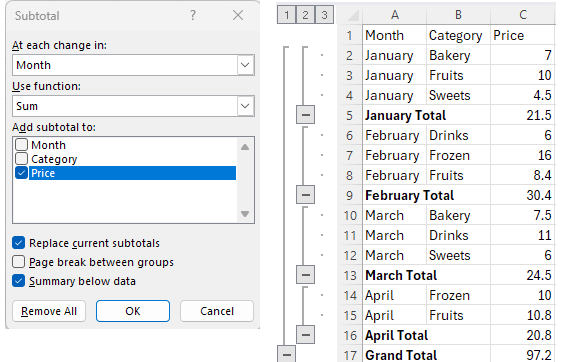 Subtotal ? ×
At each change in:
Month
Use function:
Sum
Add subtotal to:
Month
Category
Price
Replace current subtotals
Page break between groups
Summary below data
Remove All OK Cancel
1 2 3
A B C
1 Month Category Price
2 January Bakery 7
3 January Fruits 10
4 January Sweets 4.5
5 January Total 21.5
6 February Drinks 6
7 February Frozen 16
8 February Fruits 8.4
9 February Total 30.4
10 March Bakery 7.5
11 March Drinks 11
12 March Sweets 6
13 March Total 24.5
14 April Frozen 10
15 April Fruits 10.8
16 April Total 20.8
17 Grand Total 97.2